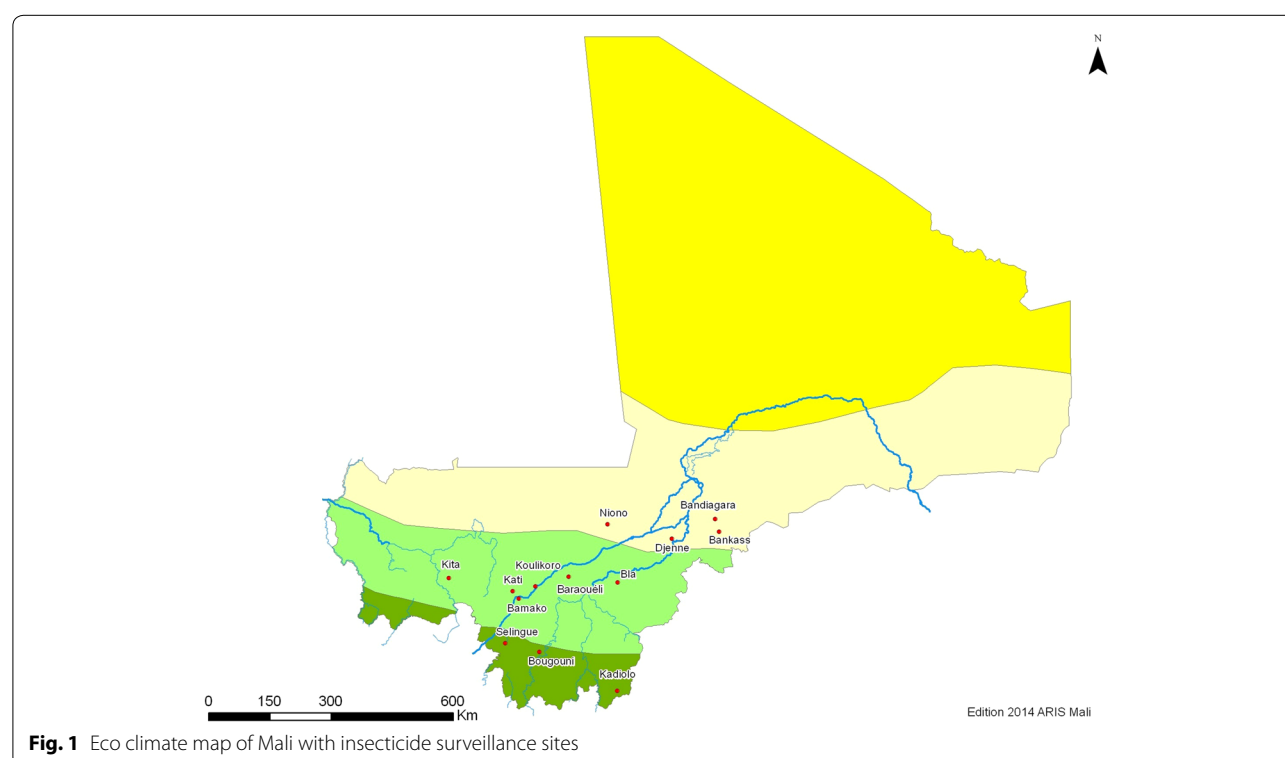 N
Niono
Bandiagara
Bankass
Djenne
Kita
Koulikoro
Kati
Baraouéli
Bla
Bamako
Selingue
Bougouni
Kadiolo
0 150 300 600
Km
Edition 2014 ARIS Mali
Fig. 1 Eco climate map of Mali with insecticide surveillance sites